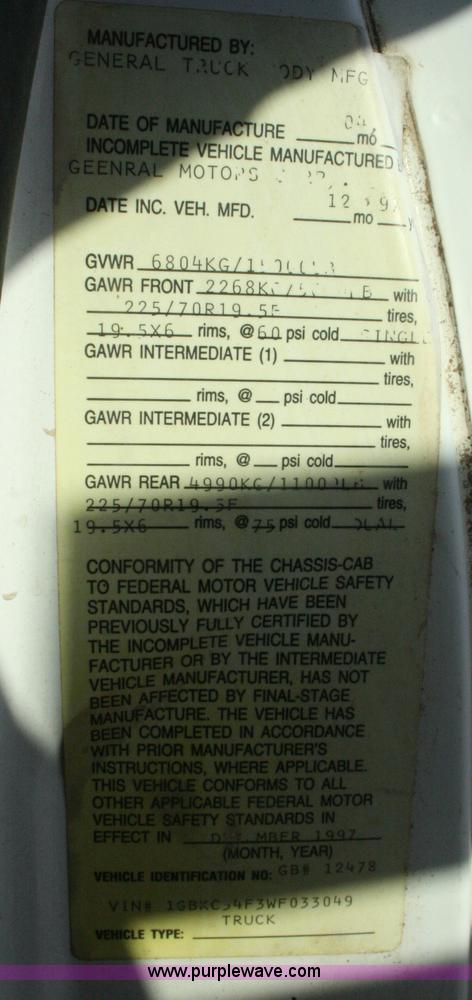 MANUFACTURED BY:
GENERAL TRUCK MFG
DATE OF MANUFACTURE mo
INCOMPLETE VEHICLE MANUFACTURED
GEENRAL
DATE INC. VEH. MFD. 12 mo
GVWR 6804KG/
GAWR FRONT with
225/70R19.5F tires,
19.5X6 rims, @ 60 psi cold
GAWR INTERMEDIATE (1) with
tires,
rims, @ psi cold
GAWR INTERMEDIATE (2) with
tires,
rims, @ psi cold
GAWR REAR 4990KG/ with
225/70R19.5F tires,
19.5X6 rims, @ 75 psi cold
CONFORMITY OF THE CHASSIS-CAB
TO FEDERAL MOTOR VEHICLE SAFETY
STANDARDS, WHICH HAVE BEEN
PREVIOUSLY FULLY CERTIFIED BY
THE INCOMPLETE VEHICLE MANU-
FACTURER OR BY THE INTERMEDIATE
VEHICLE MANUFACTURER, HAS NOT
BEEN AFFECTED BY FINAL-STAGE
MANUFACTURE. THE VEHICLE HAS
BEEN COMPLETED IN ACCORDANCE
WITH PRIOR MANUFACTURER'S
INSTRUCTIONS, WHERE APPLICABLE.
THIS VEHICLE CONFORMS TO ALL
OTHER APPLICABLE FEDERAL MOTOR
VEHICLE SAFETY STANDARDS IN
EFFECT IN 1997
(MONTH, YEAR)
VEHICLE IDENTIFICATION NO: GB# 12478
VIN#
TRUCK
VEHICLE TYPE:
www.purplewave.com